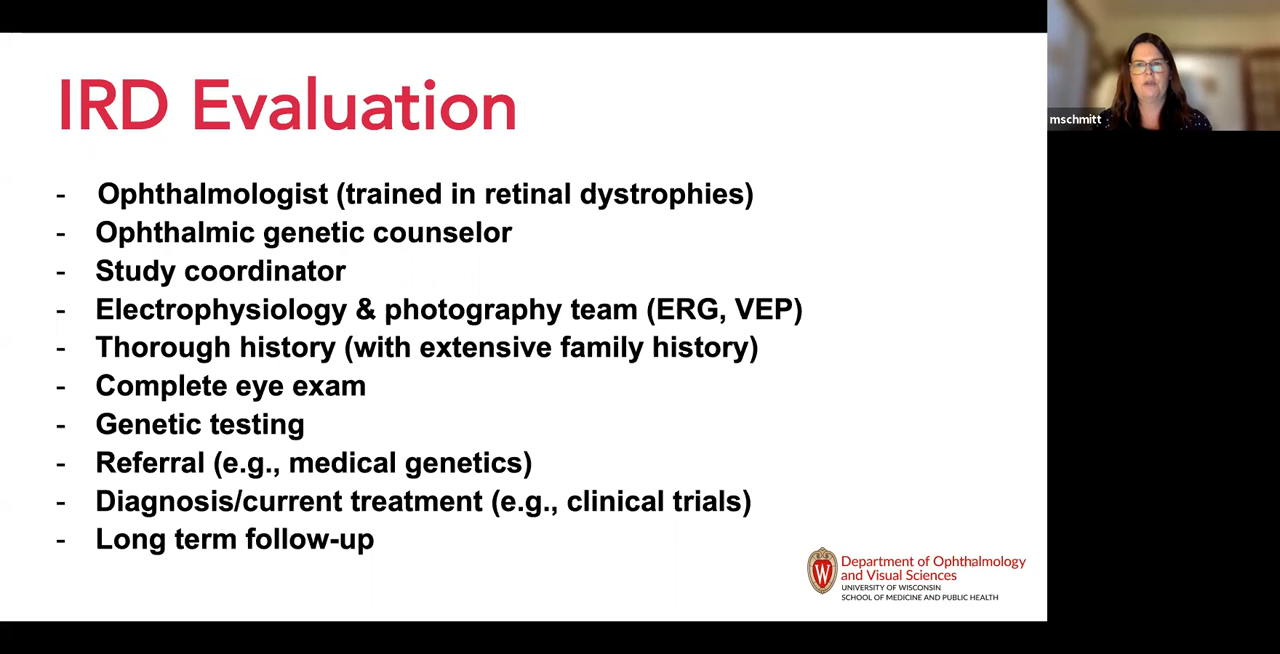 IRD Evaluation
- Ophthalmologist (trained in retinal dystrophies)
- Ophthalmic genetic counselor
- Study coordinator
- Electrophysiology & photography team (ERG, VEP)
- Thorough history (with extensive family history)
- Complete eye exam
- Genetic testing
- Referral (e.g., medical genetics)
- Diagnosis/current treatment (e.g., clinical trials)
- Long term follow-up
W
Department of Ophthalmology
and Visual Sciences
UNIVERSITY OF WISCONSIN
SCHOOL OF MEDICINE AND PUBLIC HEALTH
mschmitt